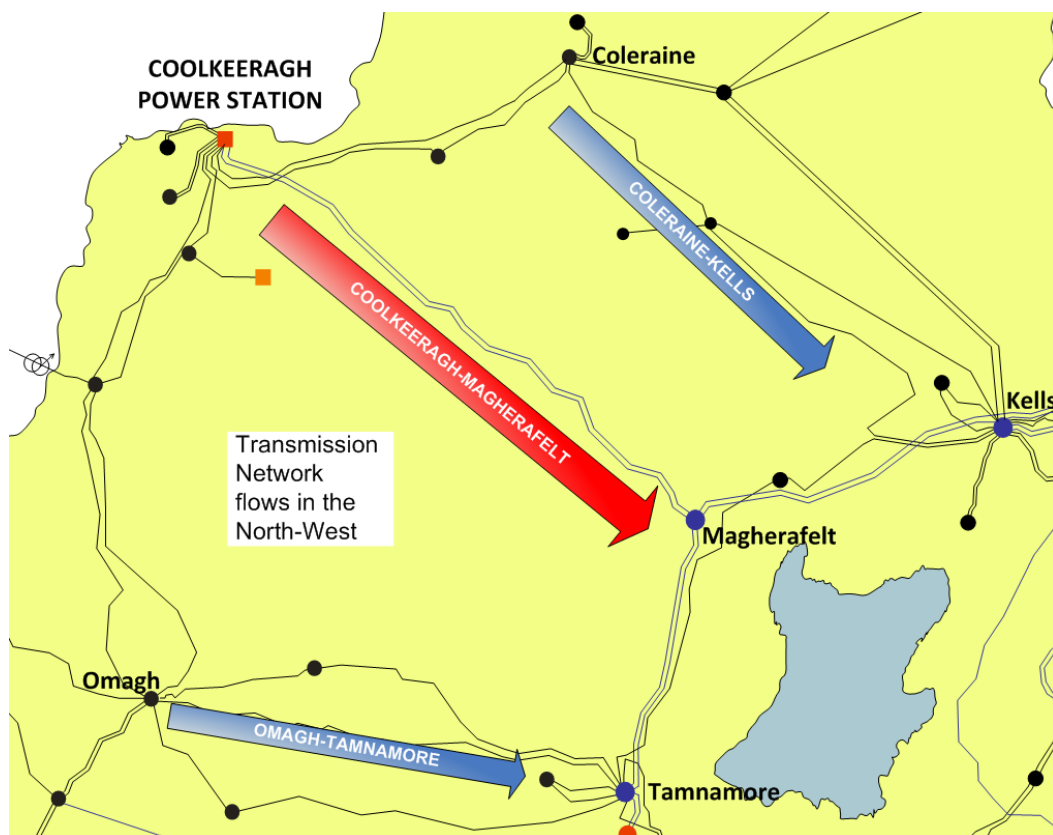 Coleraine
COOLKEERAGH
POWER STATION
COLERAINE-KELLS
COOLKEERAGH-MAGHERAFELT
Kells
Transmission
Network
flows in the
North-West
Magherafelt
Omagh
OMAGH-TAMNAMORE
Tamnamore